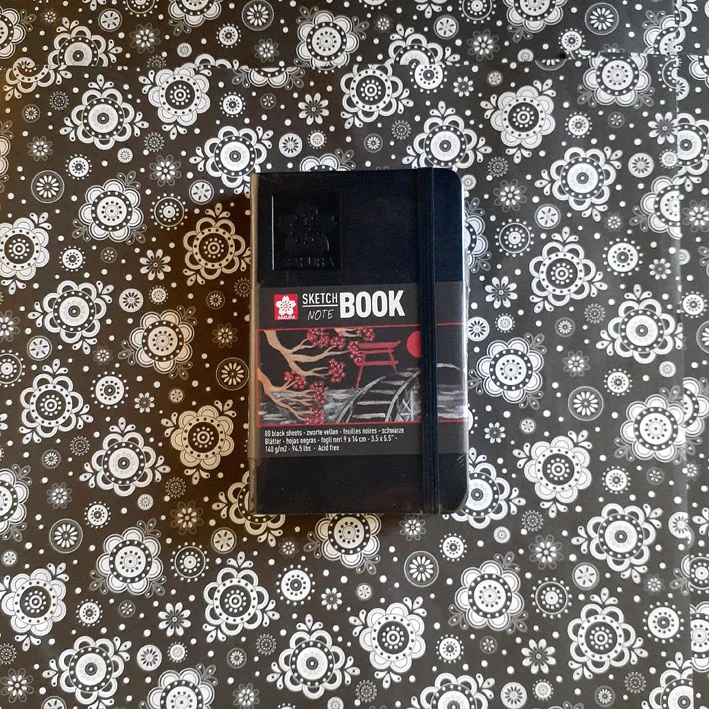 SAKURA
SKETCH
NOTE BOOK
SAKURA
80 black sheets - zwarte vellen - feuilles noires - schwarze
Blätter - hojas negras - fogli neri 9 x 14 cm - 3.5 x 5.5" -
140 g/m2 - 94.5 lbs - Acid free